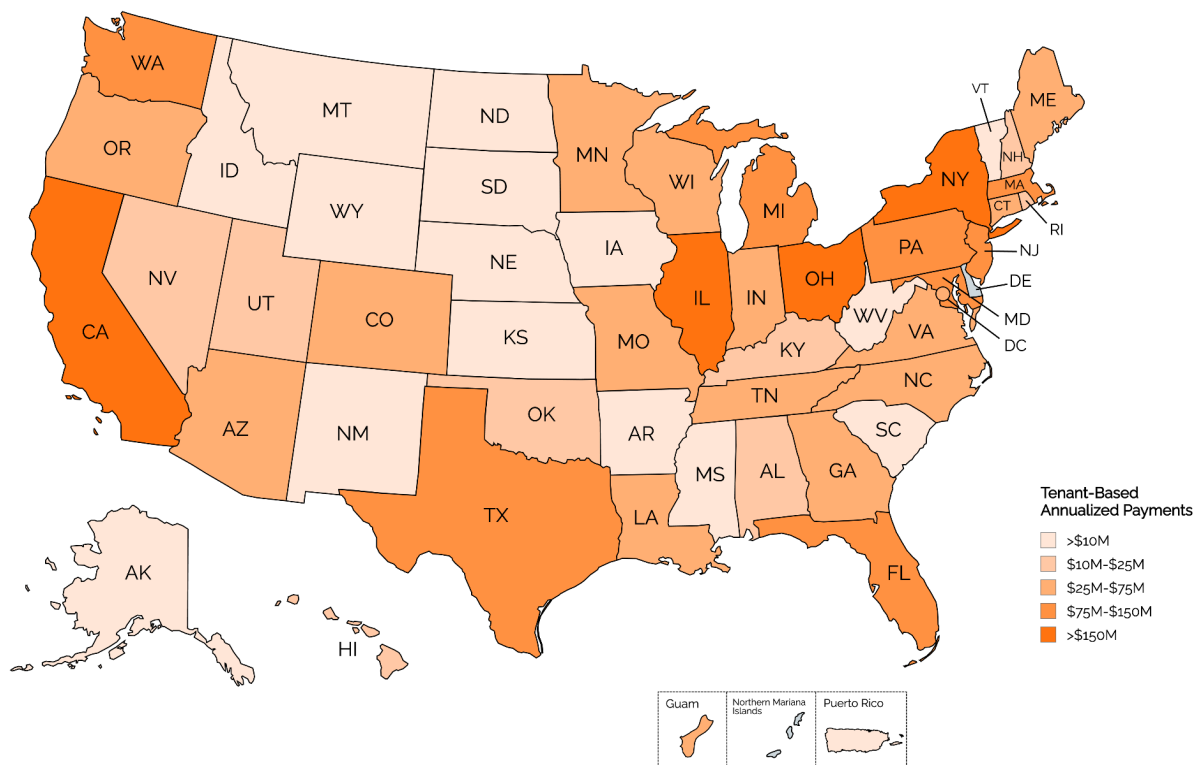 WA
VT
ME
MT
ND
OR
MN
NH
ID
WI
SD
NY
MA
WY
MI
CT
RI
IA
PA
NJ
NE
NV
OH
DE
UT
IL
IN
CO
WV
MD
CA
VA
KS
MO
DC
KY
NC
TN
OK
AZ
NM
AR
SC
MS
AL
GA
TX
LA
FL
AK
HI
Tenant-Based
Annualized Payments
>$10M
$10M-$25M
$25M-$75M
$75M-$150M
>$150M
Guam
Northern Mariana
Islands
Puerto Rico